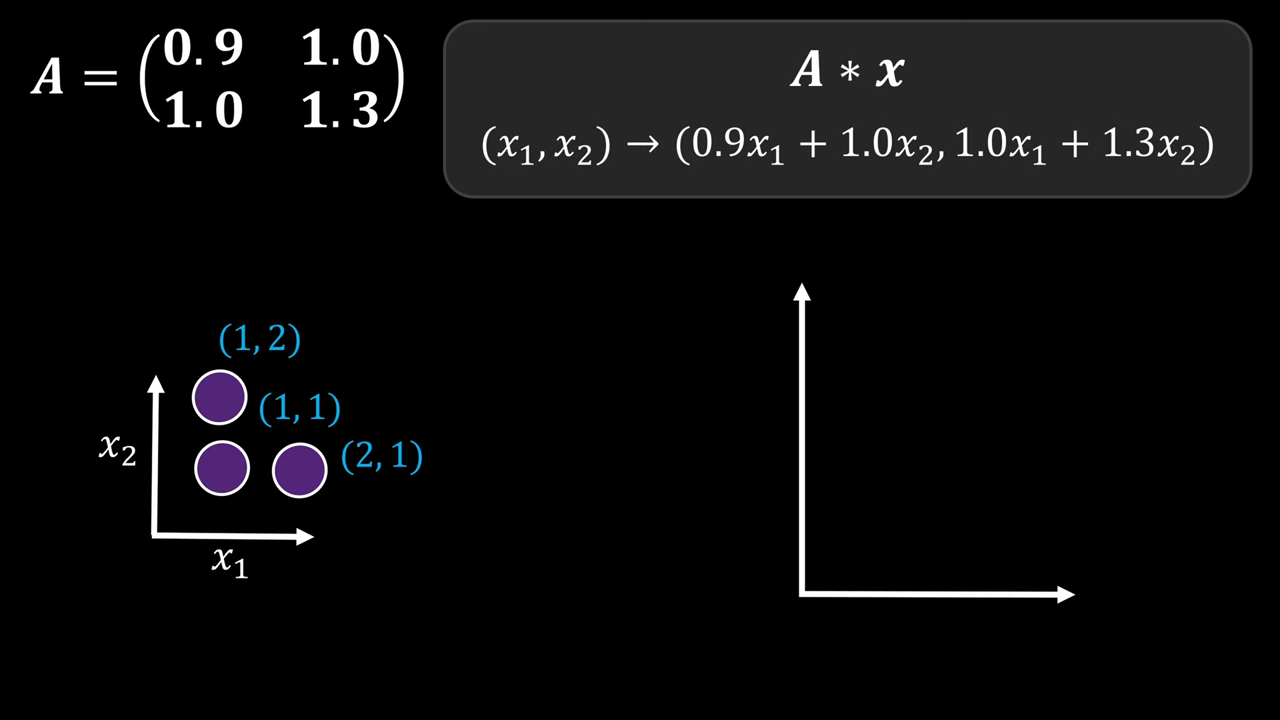 A = (0.9 1.0
1.0 1.3)
A * x
(x₁, x₂) → (0.9x₁ + 1.0x₂, 1.0x₁ + 1.3x₂)
(1, 2)
(1, 1)
x₂
(2, 1)
x₁